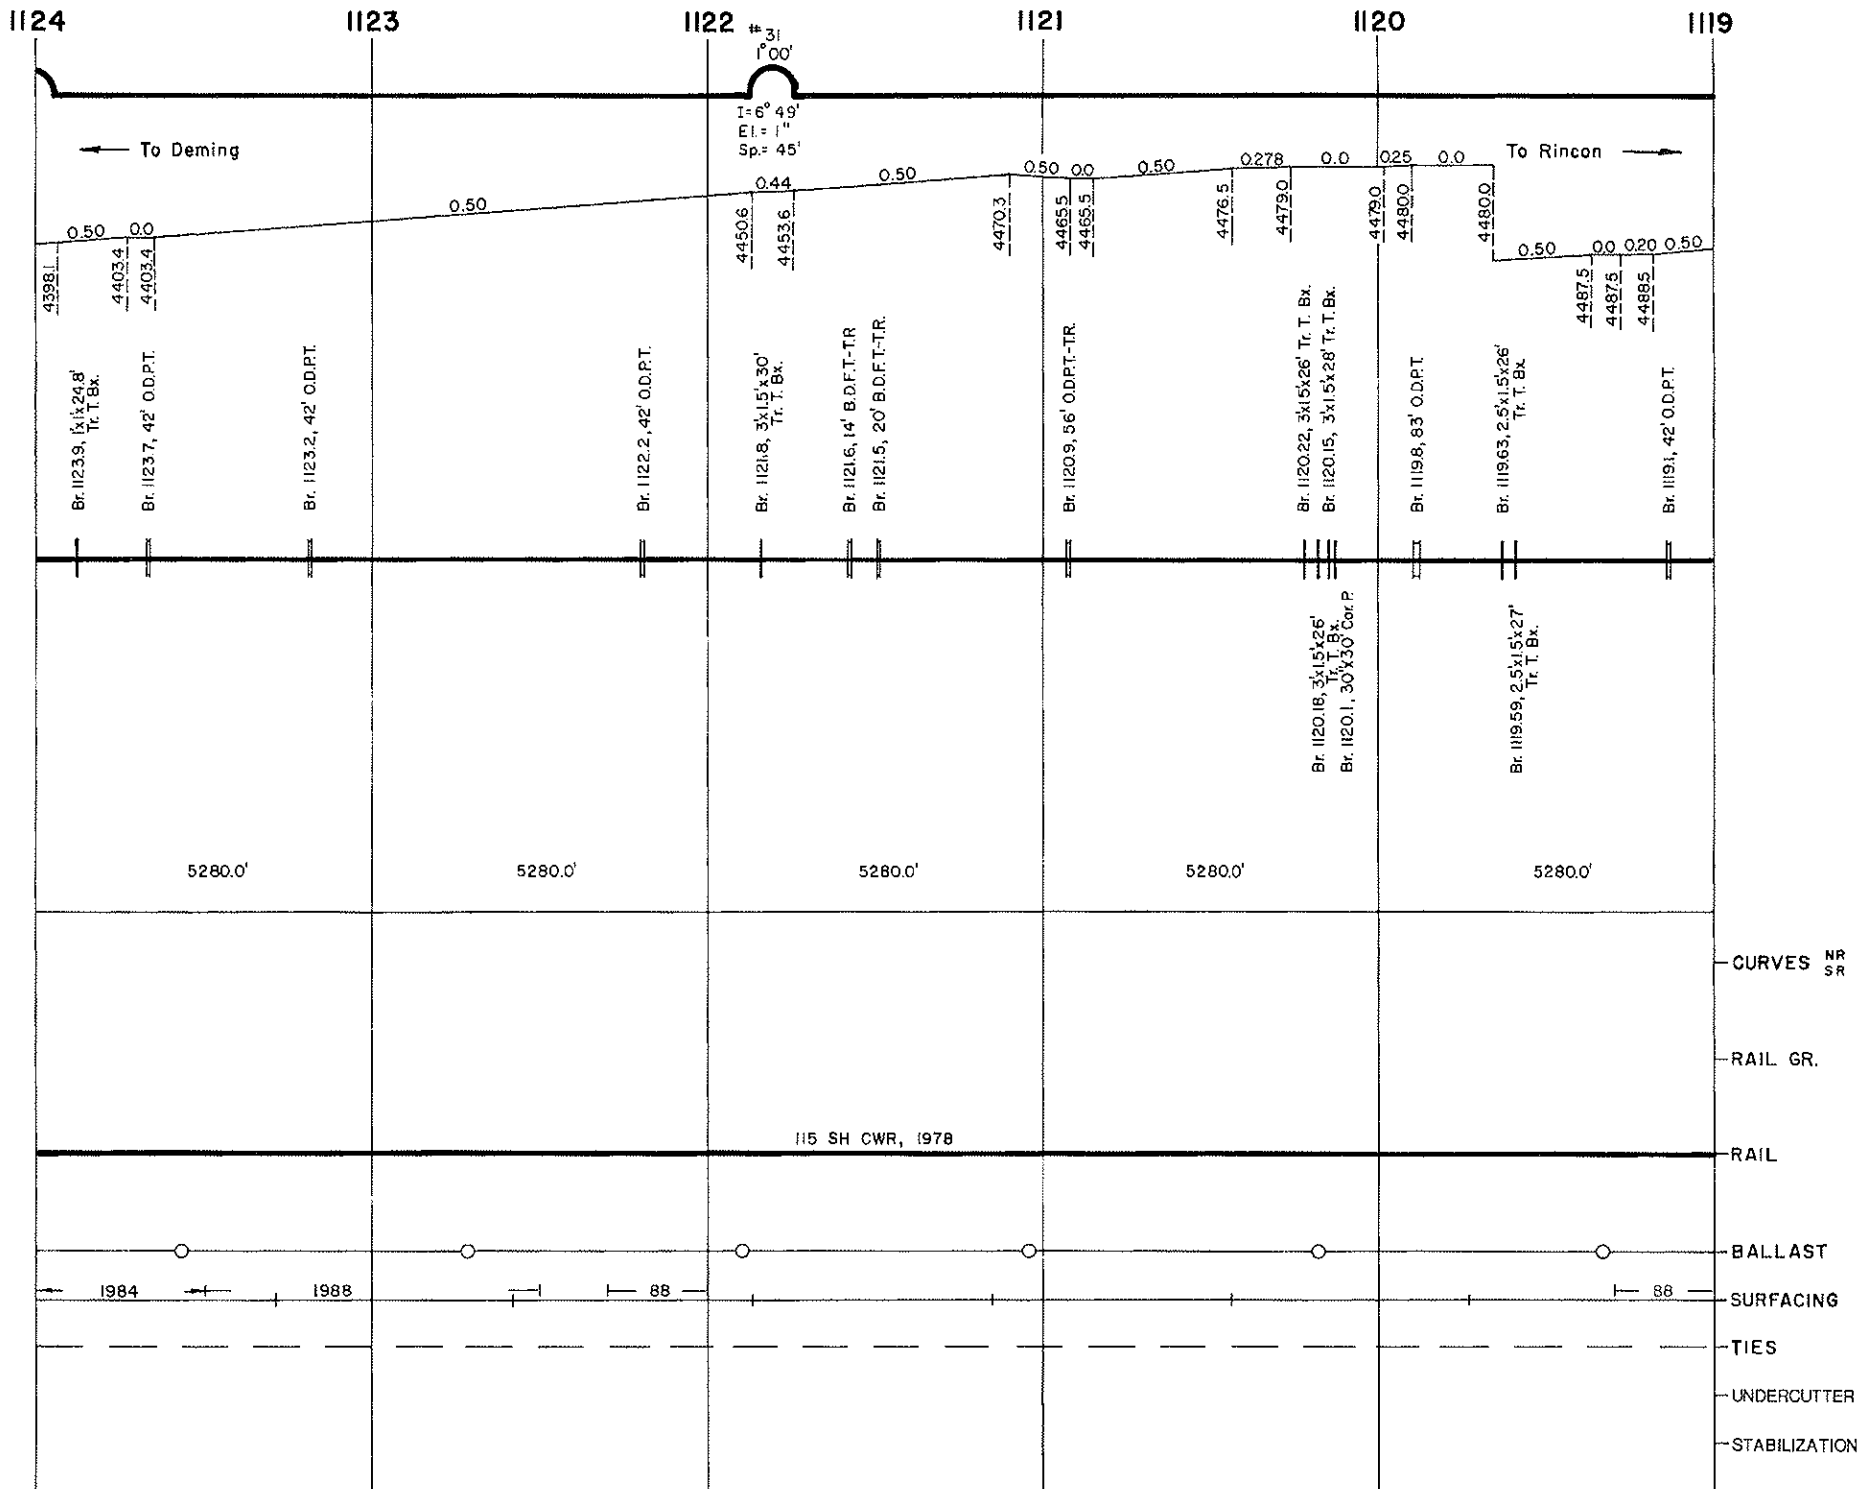 1124 1123 1122 1121 1120 1119
#31
1°00'
I=6°49'
El.= 1"
Sp.= 45'
To Deming
To Rincon
0.50 0.0 0.50 0.44 0.50 0.50 0.0 0.50 0.278 0.0 0.25 0.0
0.50 0.0 0.20 0.50
4398.1 4403.4 4403.4 4450.6 4453.6 4470.3 4465.5 4465.5 4476.5 4479.0 4479.0 4480.0 4480.0 4487.5 4487.5 4488.5
Br. 1123.9, 1'x1'x24.8'
Tr. T. Bx.
Br. 1123.7, 42' O.D.P.T.
Br. 1123.2, 42' O.D.P.T.
Br. 1122.2, 42' O.D.P.T.
Br. 1121.8, 3'x1.5'x30'
Tr. T. Bx.
Br. 1121.6, 14' B.D.F.T.-T.R
Br. 1121.5, 20' B.D.F.T.-T.R.
Br. 1120.9, 56' O.D.P.T.-T.R.
Br. 1120.22, 3'x1.5'x26' Tr. T. Bx.
Br. 1120.15, 3'x1.5'x28' Tr. T. Bx.
Br. 1119.8, 83' O.D.P.T.
Br. 1119.63, 2.5'x1.5'x26'
Tr. T. Bx.
Br. 1119.1, 42' O.D.P.T.
Br. 1120.18, 3'x1.5'x26'
Tr. T. Bx.
Br. 1120.1, 30"x30' Cor. P.
Br. 1119.59, 2.5'x1.5'x27'
Tr. T. Bx.
5280.0' 5280.0' 5280.0' 5280.0' 5280.0'
CURVES NR
SR
RAIL GR.
115 SH CWR, 1978
RAIL
BALLAST
1984 1988 88 88
SURFACING
TIES
UNDERCUTTER
STABILIZATION